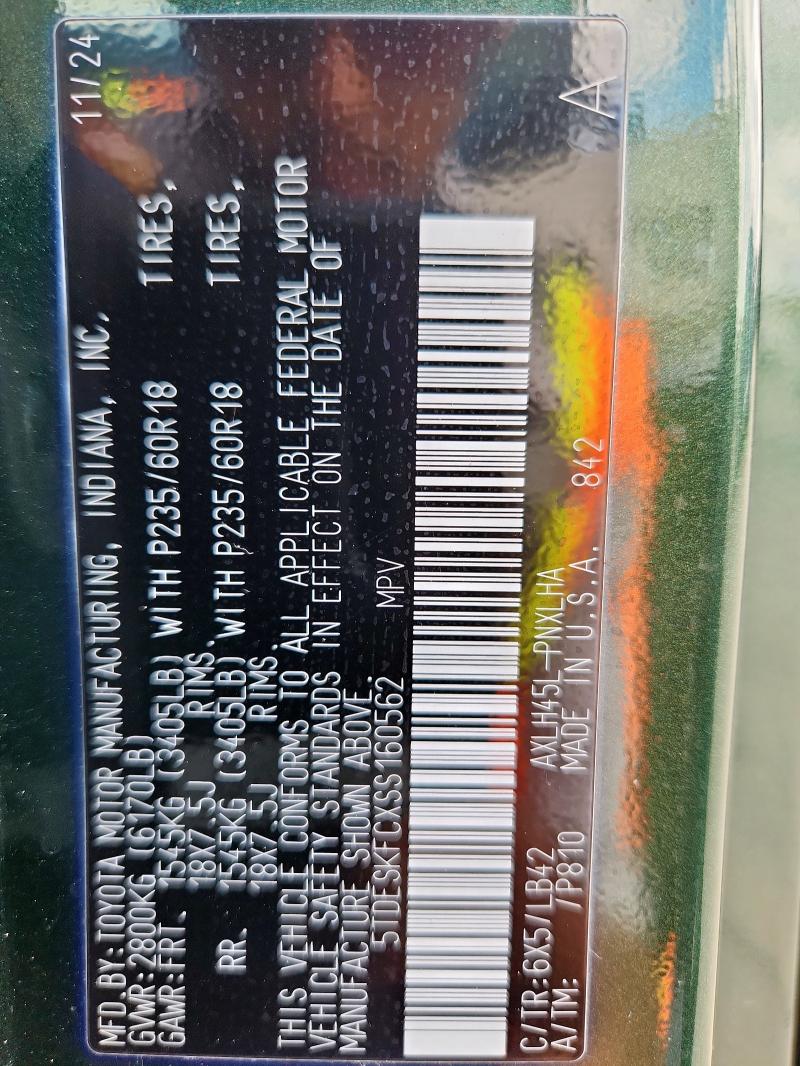 MFD.BY:TOYOTA MOTOR MANUFACTURING, INDIANA, INC. 11/24
GVWR:2800KG (6170LB)
GAWR:FRT. 1545KG (3405LB) WITH P235/60R18 TIRES,
18X7.5J RIMS.
RR. 1545KG (3405LB) WITH P235/60R18 TIRES,
18X7.5J RIMS.
THIS VEHICLE CONFORMS TO ALL APPLICABLE FEDERAL MOTOR
VEHICLE SAFETY STANDARDS IN EFFECT ON THE DATE OF
MANUFACTURE SHOWN ABOVE.
5TDESKFCXSS160562 MPV
C/TR:6X5/LB42 AXLH45L-PNXLHA
A/TM: /P810 MADE IN U.S.A. 842 A